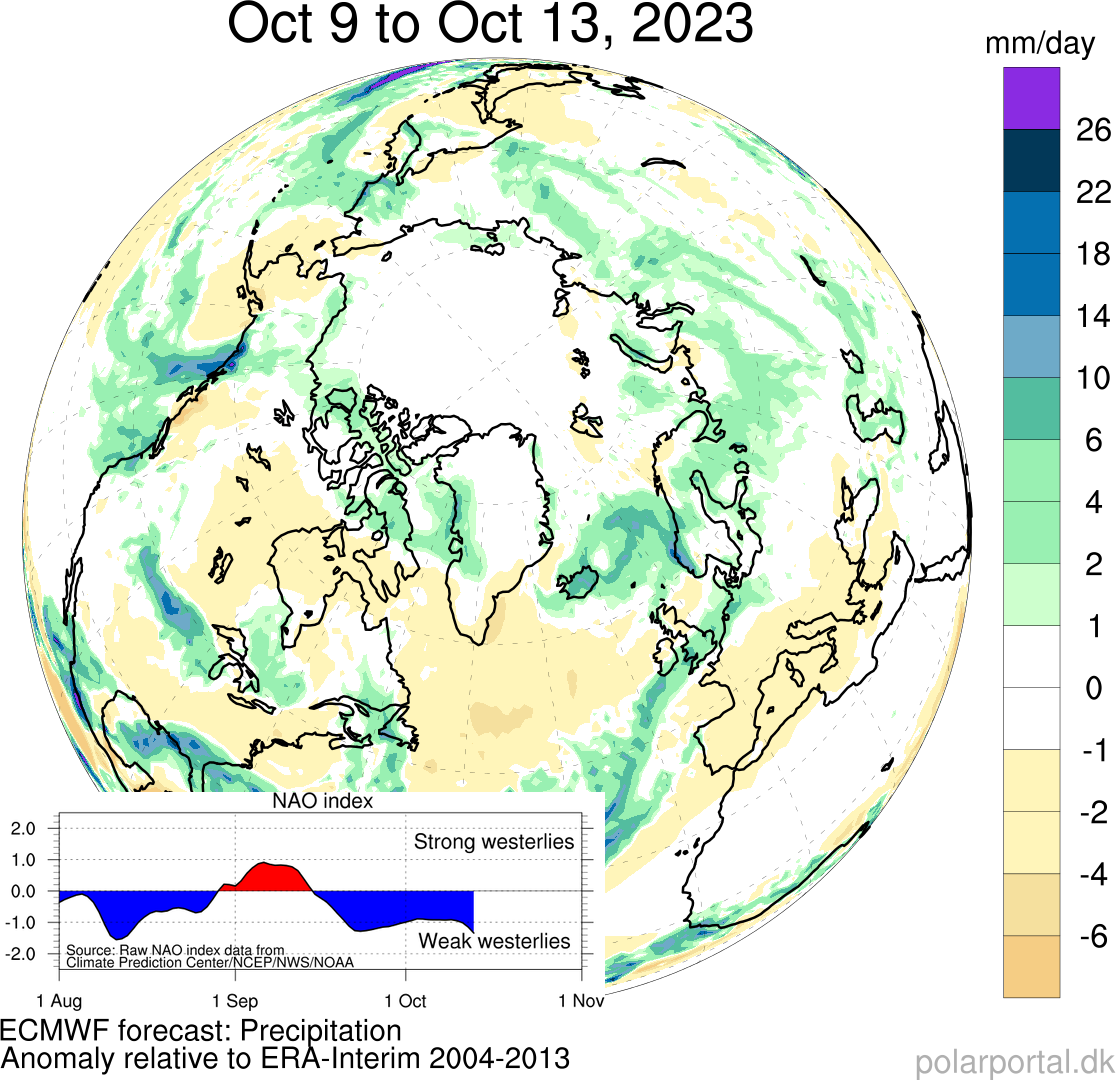 Oct 9 to Oct 13, 2023
mm/day
26
22
18
14
10
6
4
2
1
0
-1
-2
-4
-6
NAO index
2.0
1.0
0.0
-1.0
-2.0
Strong westerlies
Weak westerlies
Source: Raw NAO index data from
Climate Prediction Center/NCEP/NWS/NOAA
1 Aug 1 Sep 1 Oct 1 Nov
ECMWF forecast: Precipitation
Anomaly relative to ERA-Interim 2004-2013
polarportal.dk